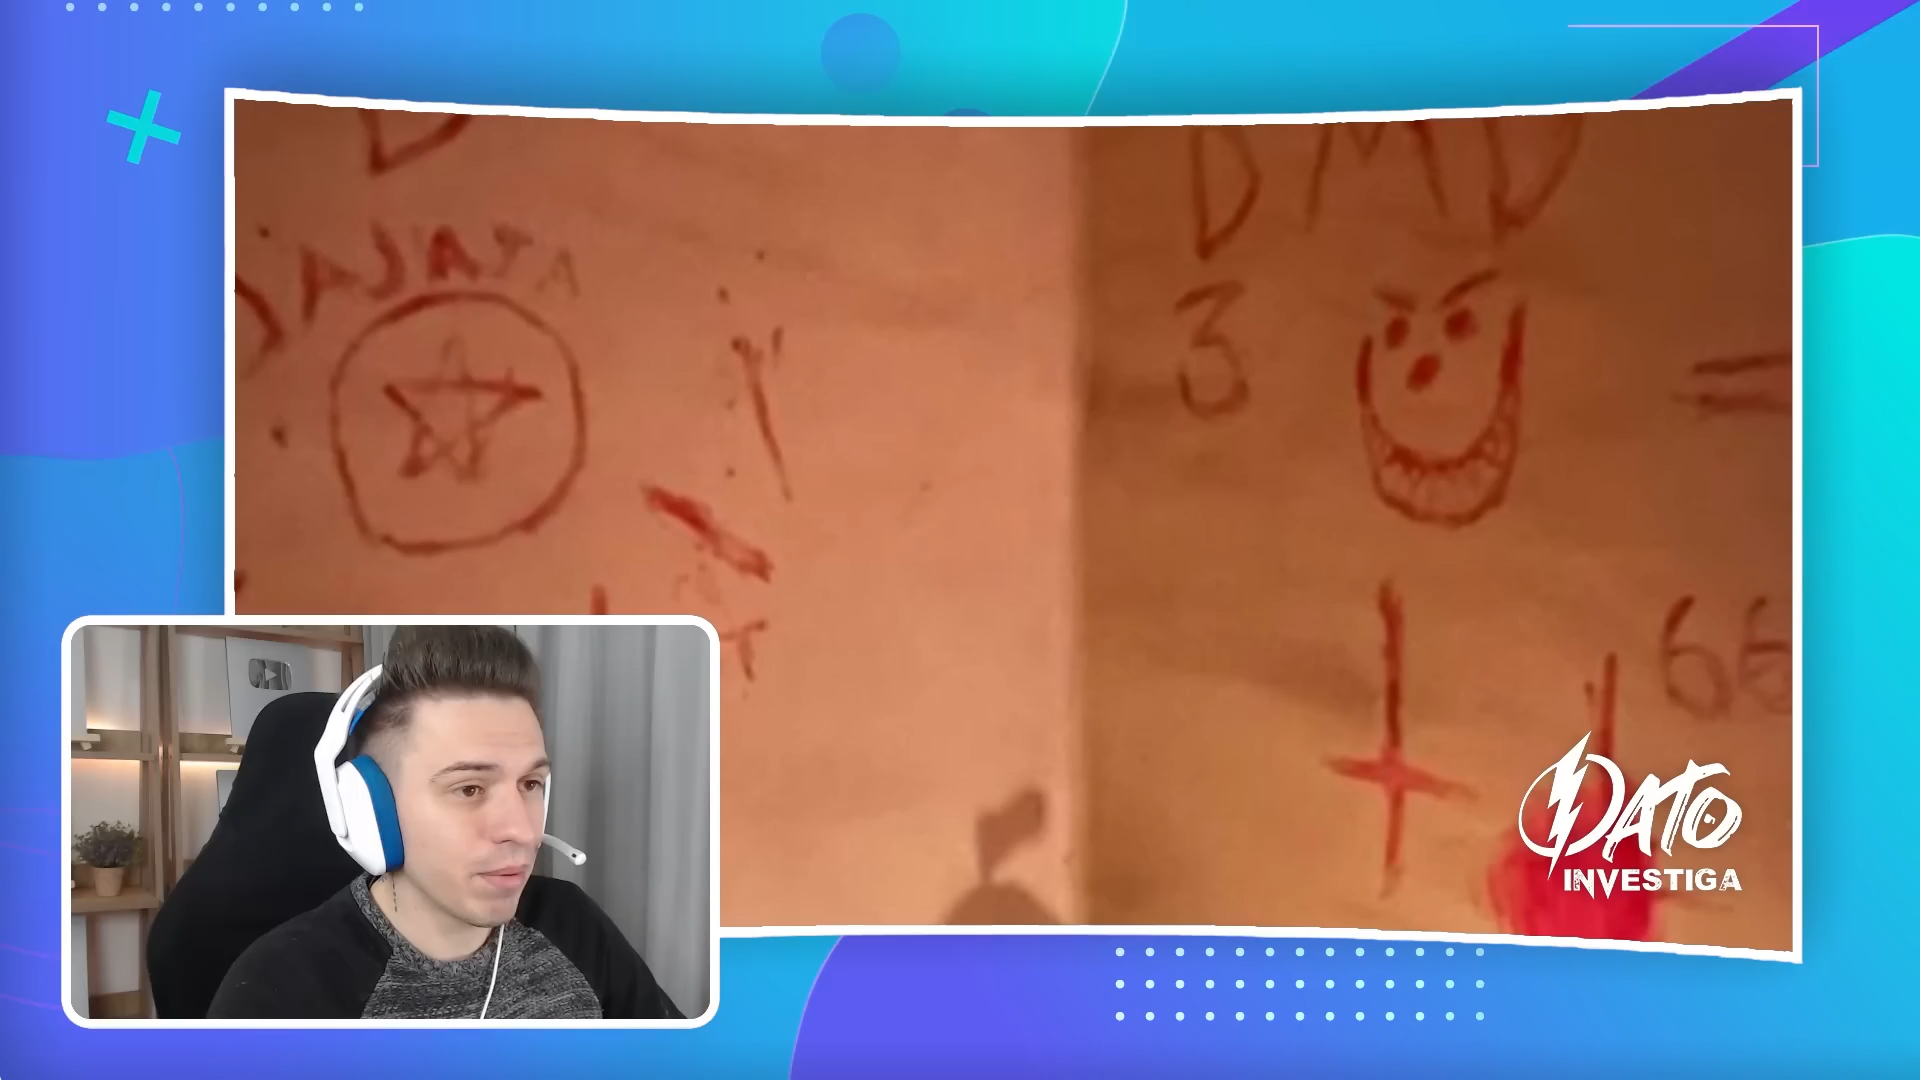 DMD
JAJAJA
3
=
66
DATO
INVESTIGA